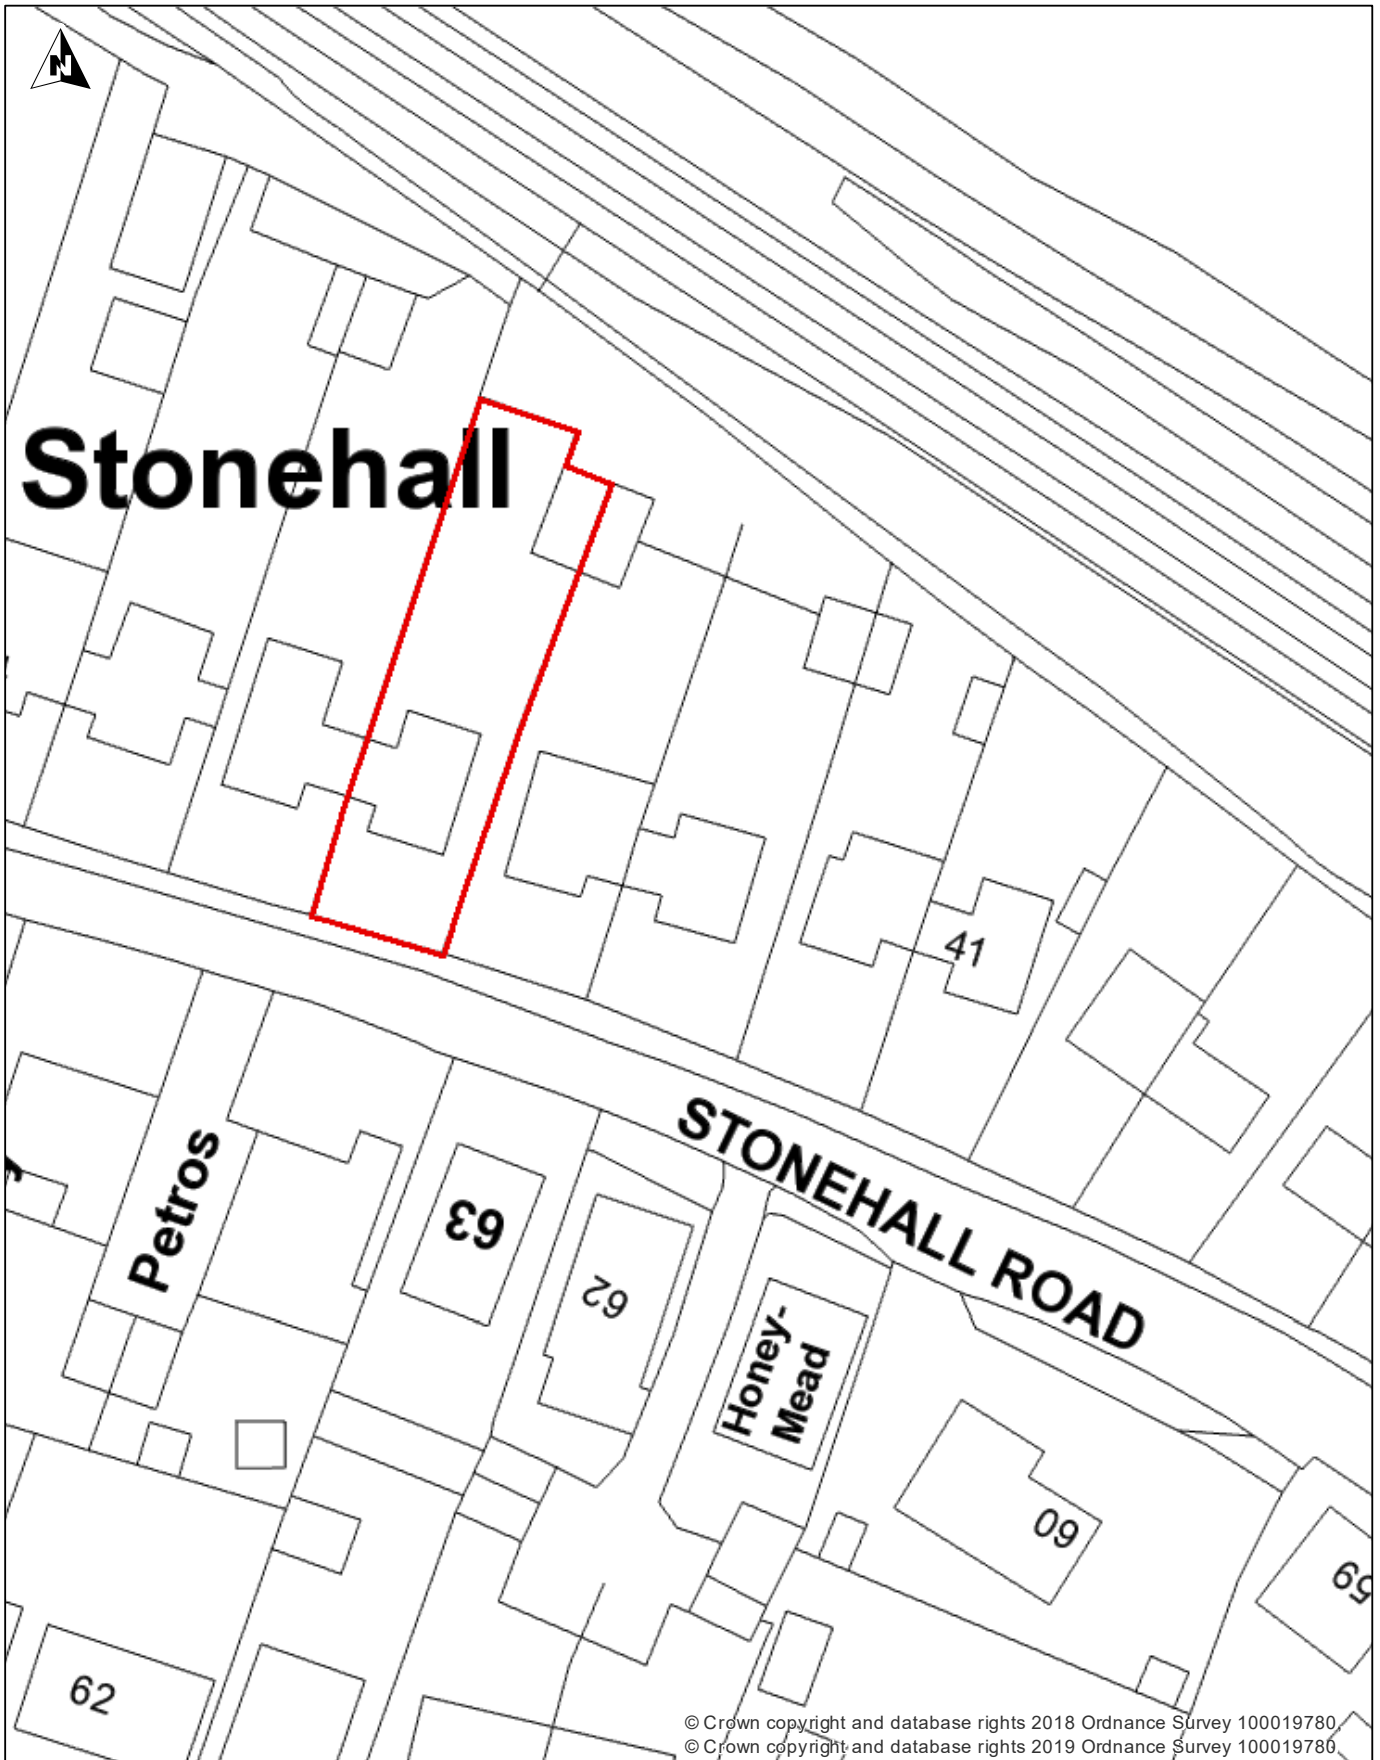 N
Stonehall
41
STONEHALL ROAD
Petros
63
62
Honey-
Mead
60
59
62
© Crown copyright and database rights 2018 Ordnance Survey 100019780.
© Crown copyright and database rights 2019 Ordnance Survey 100019780.